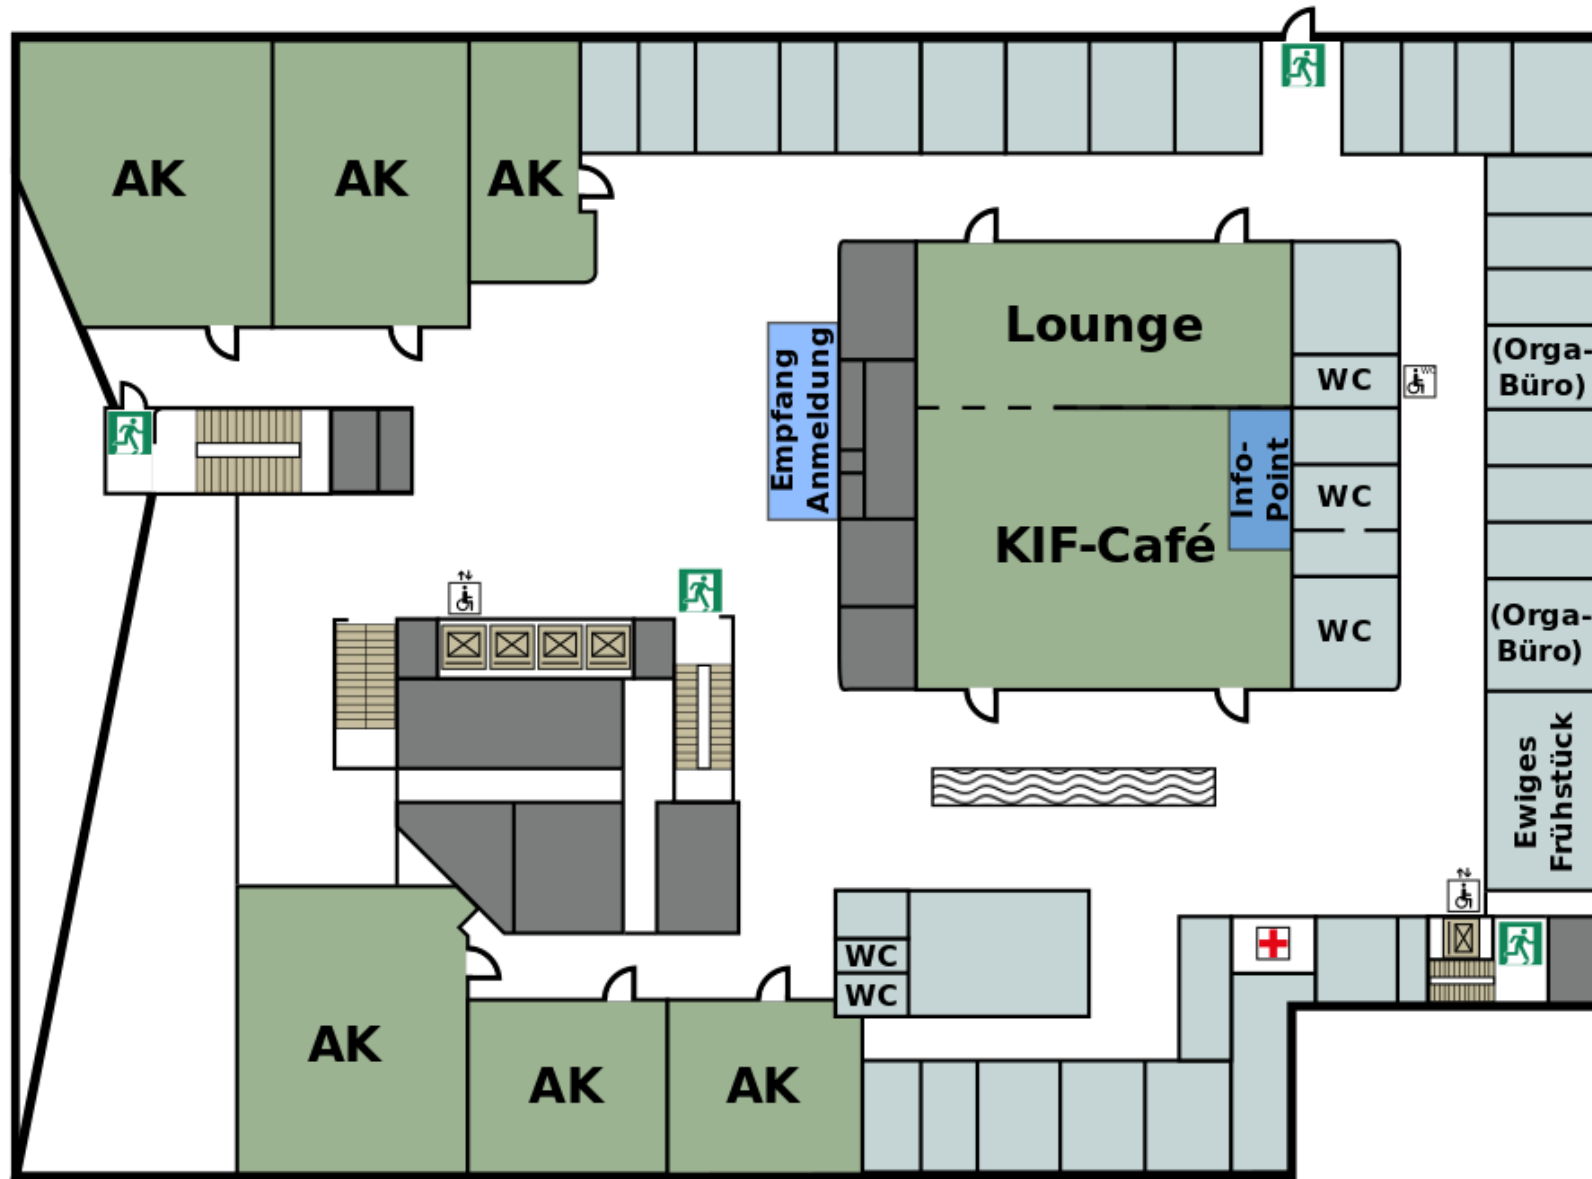 AK
AK
AK
Lounge
(Orga-
Büro)
WC
WC
Empfang
Anmeldung
Info-
Point
WC
KIF-Café
WC
(Orga-
Büro)
Ewiges
Frühstück
WC
WC
AK
AK
AK